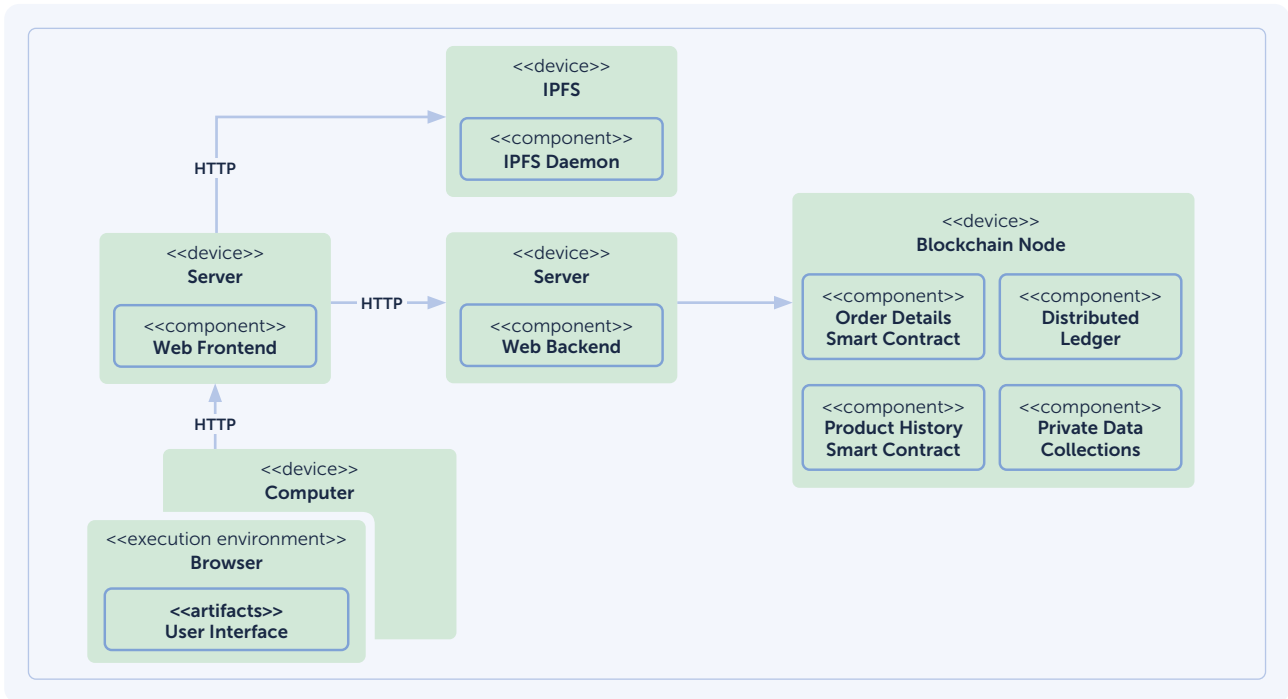 <<device>>
IPFS
<<component>>
IPFS Daemon
HTTP
<<device>>
Server
<<component>>
Web Frontend
HTTP
<<device>>
Server
<<component>>
Web Backend
<<device>>
Blockchain Node
<<component>>
Order Details
Smart Contract
<<component>>
Distributed
Ledger
<<component>>
Product History
Smart Contract
<<component>>
Private Data
Collections
HTTP
<<device>>
Computer
<<execution environment>>
Browser
<<artifacts>>
User Interface